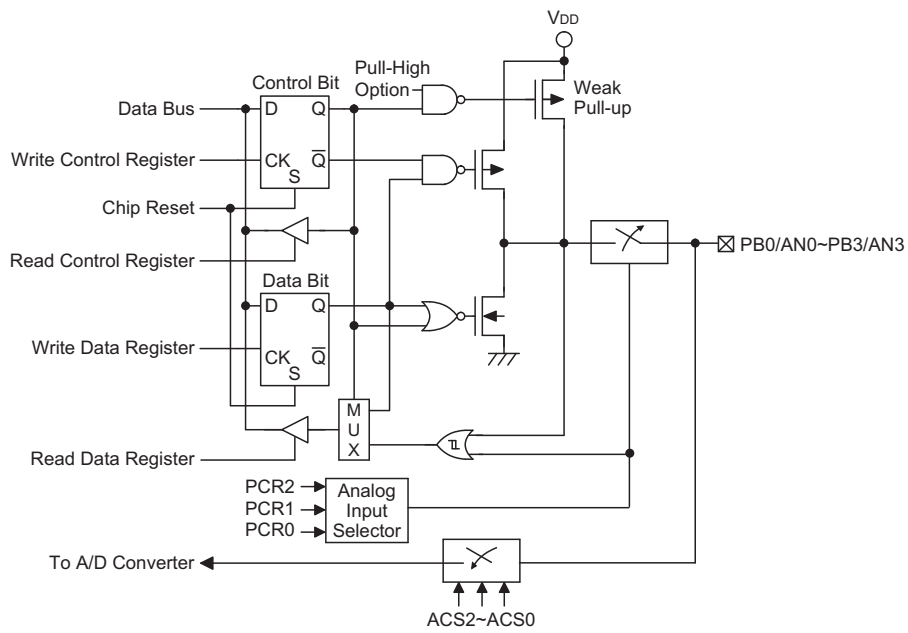 VDD
Control Bit
Pull-High
Option
Weak
Pull-up
Data Bus
D
Q
Write Control Register
CK
Q
S
Chip Reset
Read Control Register
Data Bit
D
Q
PB0/AN0~PB3/AN3
Write Data Register
CK
Q
S
M
U
X
Read Data Register
PCR2
PCR1
PCR0
Analog
Input
Selector
To A/D Converter
ACS2~ACS0